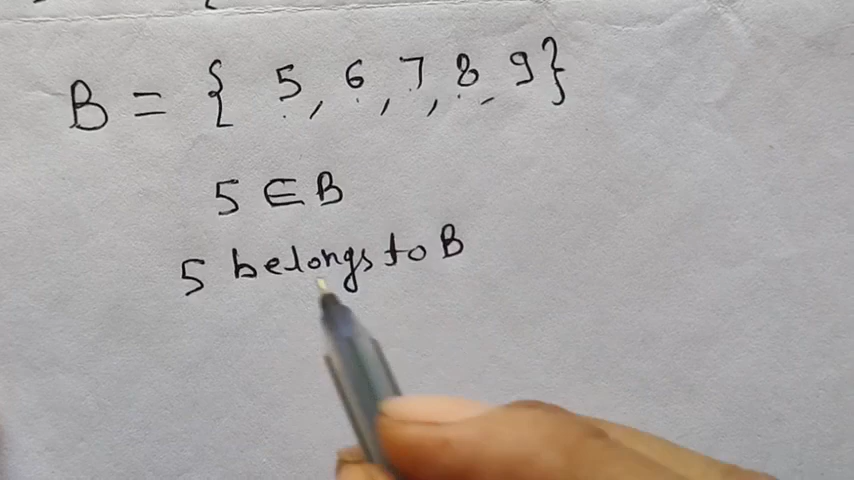 B = { 5, 6, 7, 8, 9}
5 ∈ B
5 belongs to B